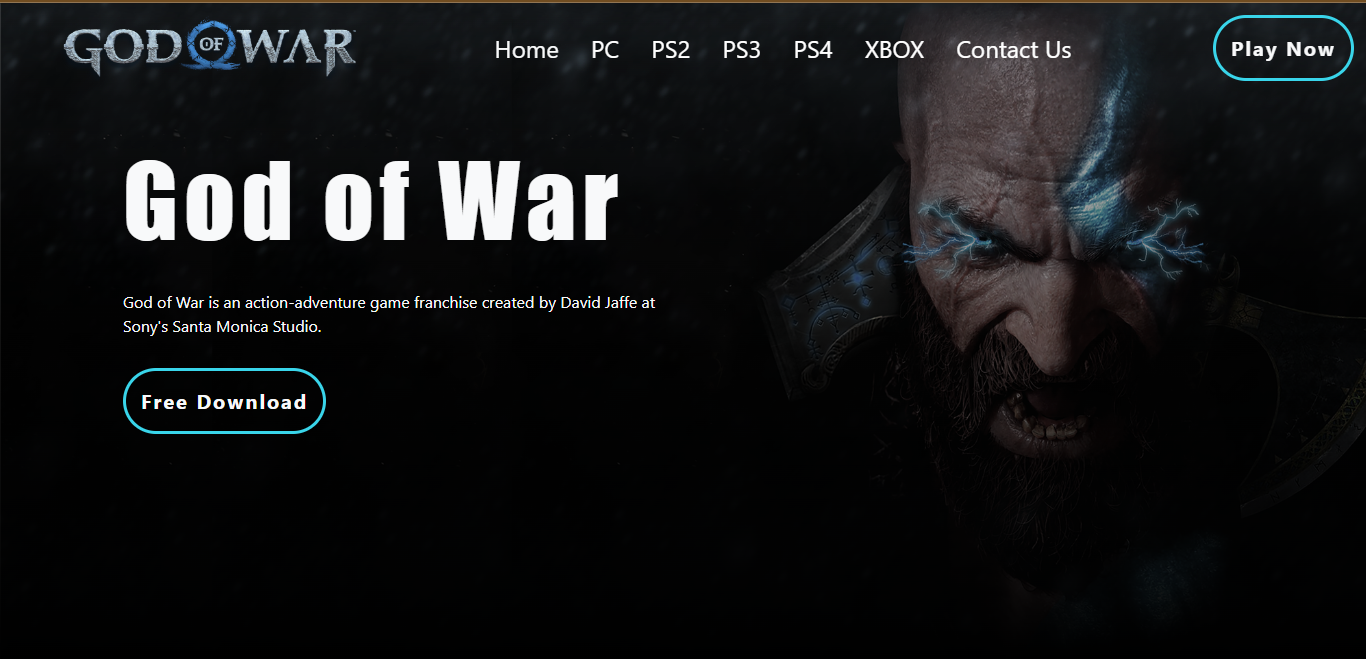 GOD OF WAR
Home PC PS2 PS3 PS4 XBOX Contact Us
Play Now
God of War
God of War is an action-adventure game franchise created by David Jaffe at
Sony's Santa Monica Studio.
Free Download